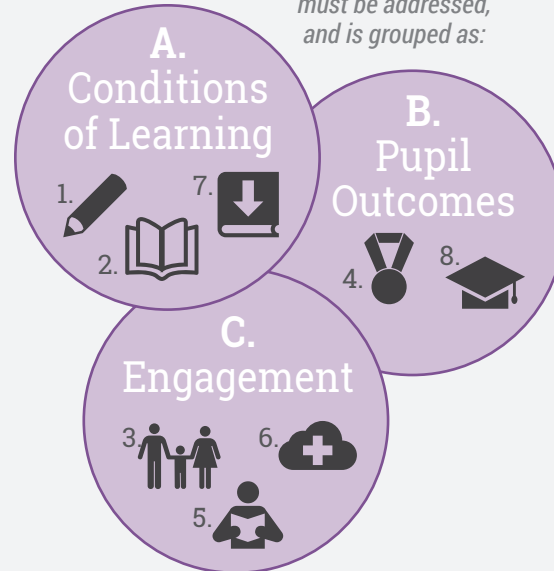 must be addressed,
and is grouped as:
A.
Conditions
of Learning
1.
7.
2.
B.
Pupil
Outcomes
4.
8.
C.
Engagement
3.
6.
5.